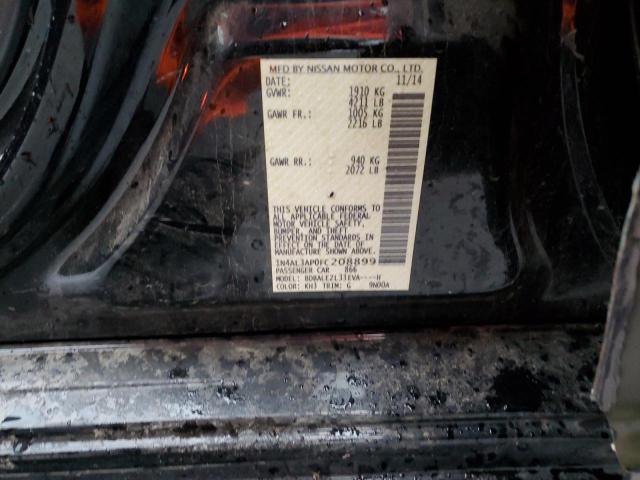 MFD BY NISSAN MOTOR CO., LTD.
DATE: 11/14
GVWR: 1910 KG
4211 LB
GAWR FR.: 1005 KG
2216 LB
GAWR RR.: 940 KG
2072 LB
THIS VEHICLE CONFORMS TO
ALL APPLICABLE FEDERAL
MOTOR VEHICLE SAFETY,
BUMPER, AND THEFT
PREVENTION STANDARDS
IN EFFECT ON THE DATE OF
MANUFACTURE.
1N4AL3AP0FC208899
PASSENGER CAR 866
MODEL: BDBALEZL33EVA----H
COLOR: KH3 TRIM: G 9N00A